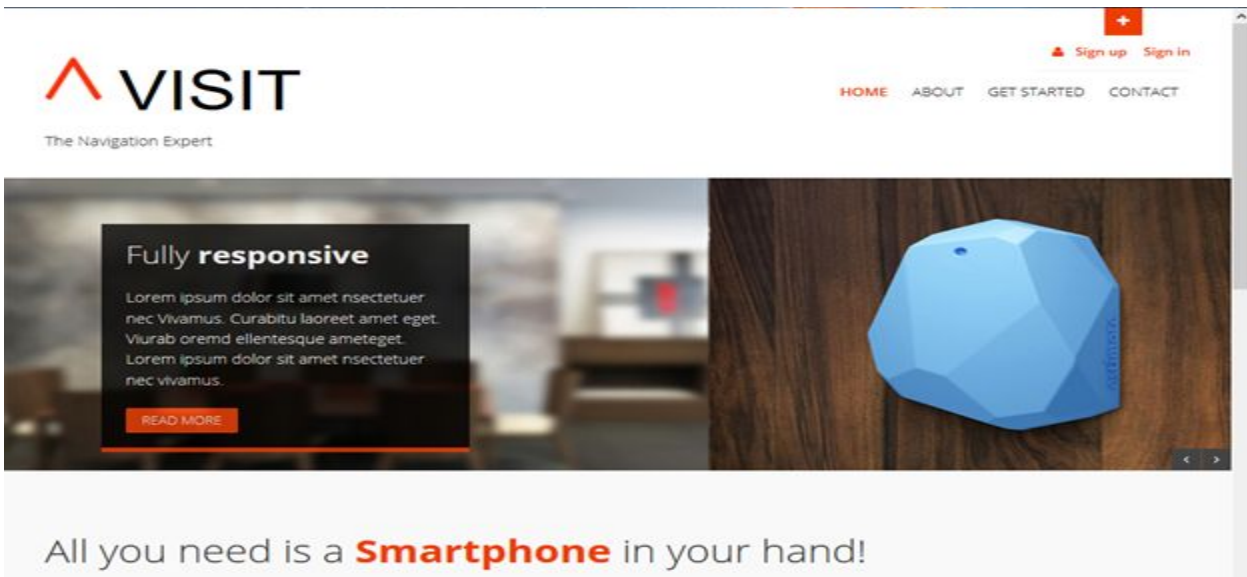 +
Sign up Sign in
VISIT
HOME ABOUT GET STARTED CONTACT
The Navigation Expert
Fully responsive
Lorem ipsum dolor sit amet nsectetuer
nec Vivamus. Curabitu laoreet amet eget.
Viurab oremd ellentesque ameteget.
Lorem ipsum dolor sit amet nsectetuer
nec vivamus.
READ MORE
estimote
< >
All you need is a Smartphone in your hand!